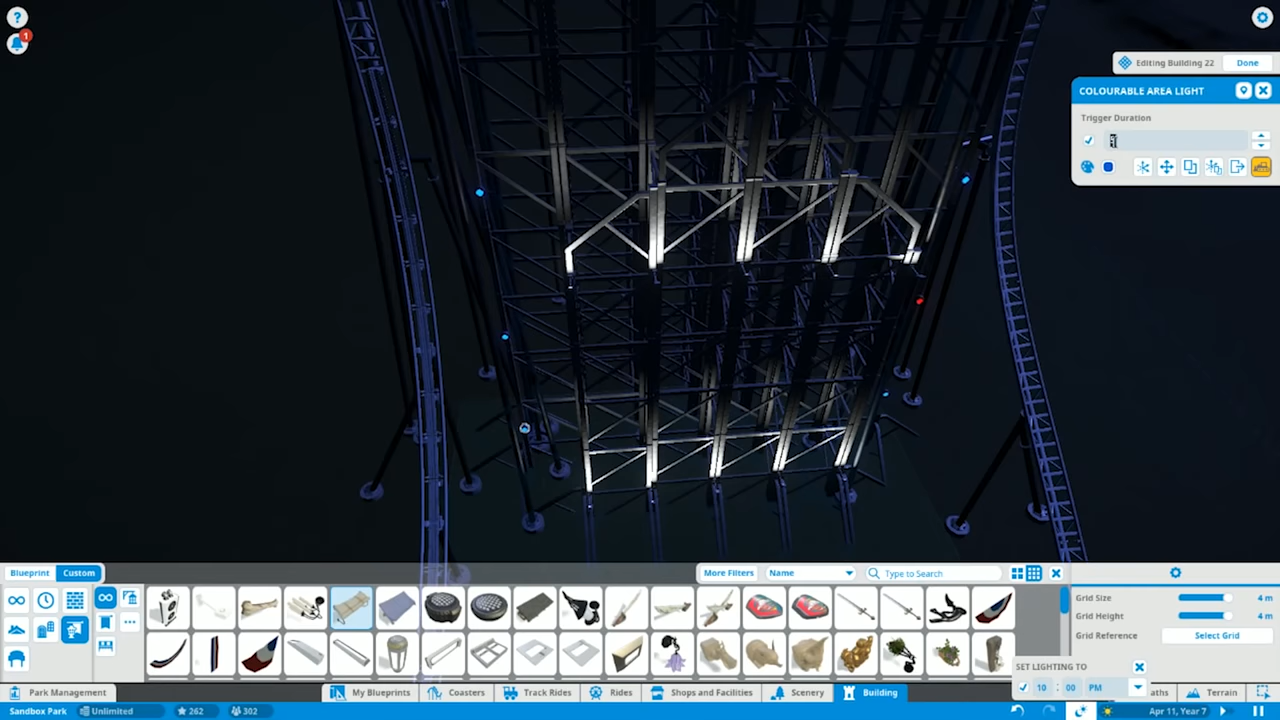 ?
1
Editing Building 22 Done
COLOURABLE AREA LIGHT
Trigger Duration
Blueprint Custom
More Filters Name Type to Search
Grid Size 4 m
Grid Height 4 m
Grid Reference Select Grid
SET LIGHTING TO
10 : 00 PM
Park Management My Blueprints Coasters Track Rides Rides Shops and Facilities Scenery Building aths Terrain
Sandbox Park Unlimited 262 302 Apr 11, Year 7